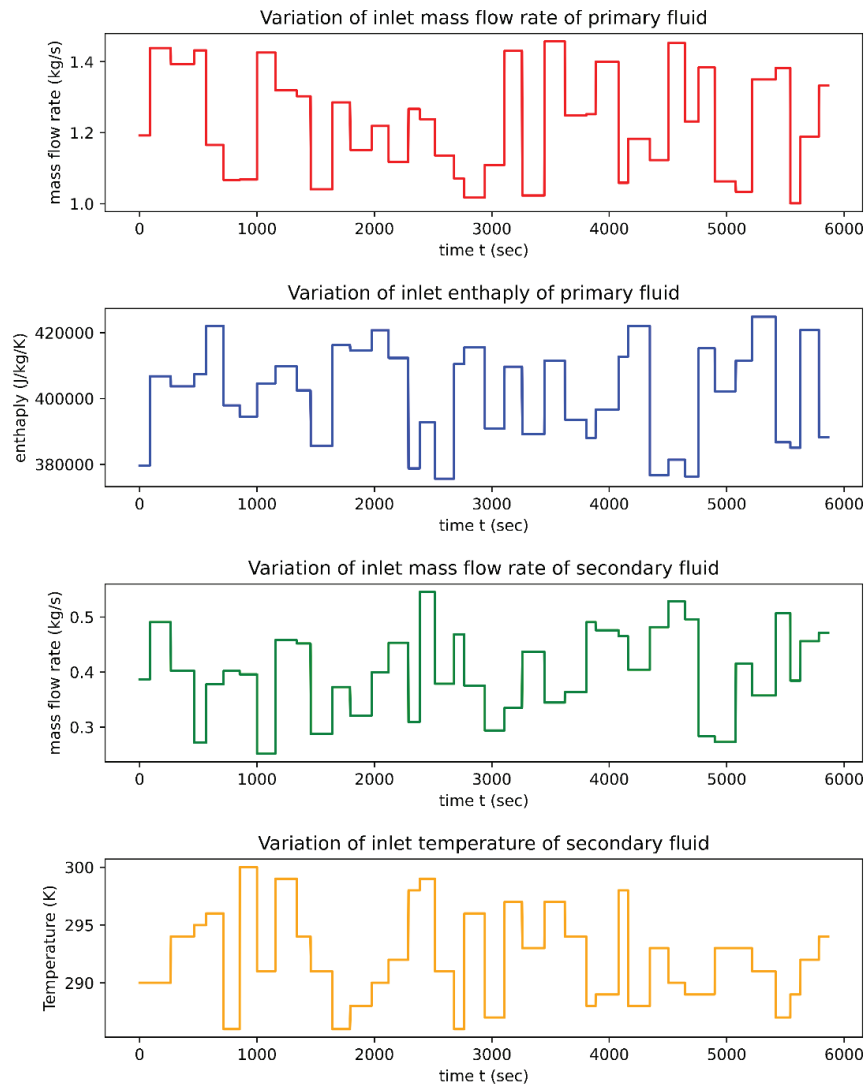 Variation of inlet mass flow rate of primary fluid
mass flow rate (kg/s)
1.4
1.2
1.0
0 1000 2000 3000 4000 5000 6000
time t (sec)
Variation of inlet enthaply of primary fluid
enthaply (J/kg/K)
420000
400000
380000
0 1000 2000 3000 4000 5000 6000
time t (sec)
Variation of inlet mass flow rate of secondary fluid
mass flow rate (kg/s)
0.5
0.4
0.3
0 1000 2000 3000 4000 5000 6000
time t (sec)
Variation of inlet temperature of secondary fluid
Temperature (K)
300
295
290
0 1000 2000 3000 4000 5000 6000
time t (sec)